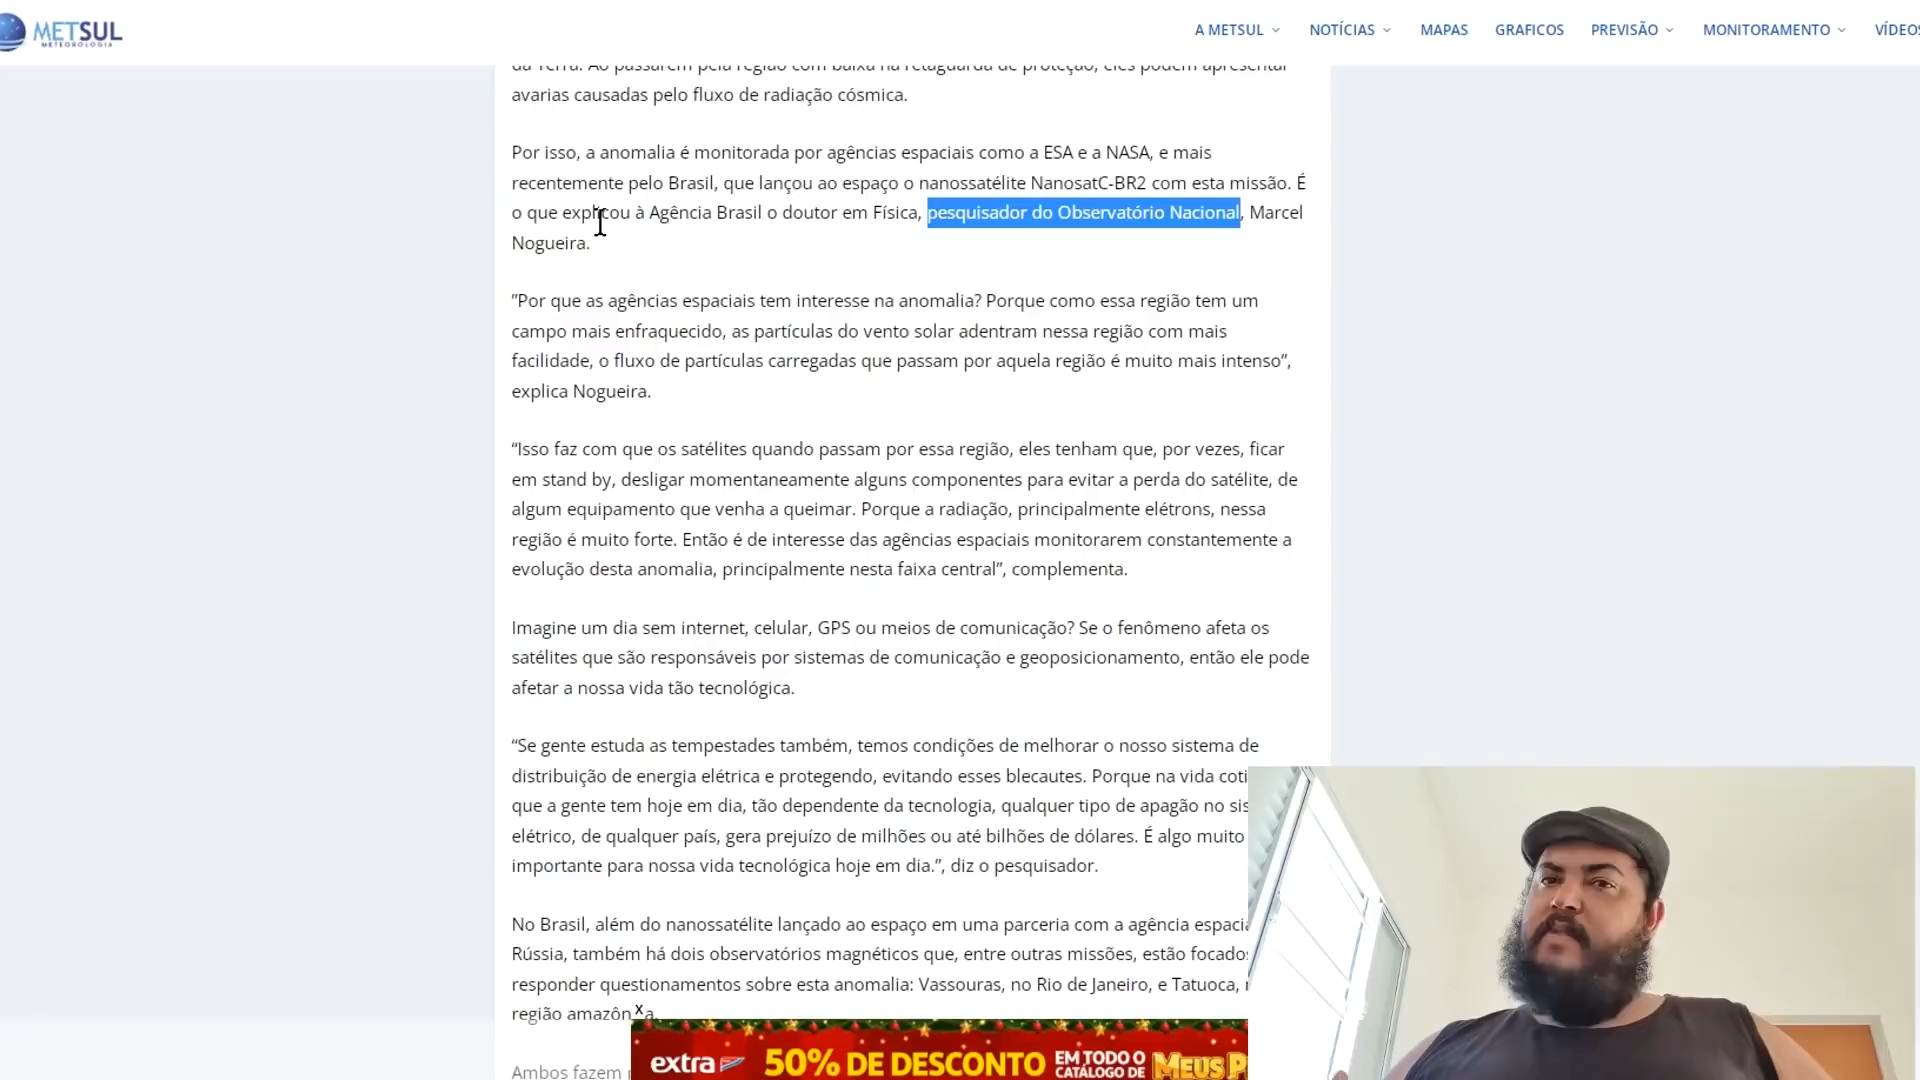 METSUL
METEOROLOGIA
A METSUL
NOTÍCIAS
MAPAS
GRAFICOS
PREVISÃO
MONITORAMENTO
VÍDEOS
da Terra. Ao passarem pela região com baixa na retaguarda de proteção, eles podem apresentar
avarias causadas pelo fluxo de radiação cósmica.
Por isso, a anomalia é monitorada por agências espaciais como a ESA e a NASA, e mais
recentemente pelo Brasil, que lançou ao espaço o nanossatélite NanosatC-BR2 com esta missão. É
o que explicou à Agência Brasil o doutor em Física, pesquisador do Observatório Nacional, Marcel
Nogueira.
”Por que as agências espaciais tem interesse na anomalia? Porque como essa região tem um
campo mais enfraquecido, as partículas do vento solar adentram nessa região com mais
facilidade, o fluxo de partículas carregadas que passam por aquela região é muito mais intenso”,
explica Nogueira.
“Isso faz com que os satélites quando passam por essa região, eles tenham que, por vezes, ficar
em stand by, desligar momentaneamente alguns componentes para evitar a perda do satélite, de
algum equipamento que venha a queimar. Porque a radiação, principalmente elétrons, nessa
região é muito forte. Então é de interesse das agências espaciais monitorarem constantemente a
evolução desta anomalia, principalmente nesta faixa central”, complementa.
Imagine um dia sem internet, celular, GPS ou meios de comunicação? Se o fenômeno afeta os
satélites que são responsáveis por sistemas de comunicação e geoposicionamento, então ele pode
afetar a nossa vida tão tecnológica.
“Se gente estuda as tempestades também, temos condições de melhorar o nosso sistema de
distribuição de energia elétrica e protegendo, evitando esses blecautes. Porque na vida coti
que a gente tem hoje em dia, tão dependente da tecnologia, qualquer tipo de apagão no sis
elétrico, de qualquer país, gera prejuízo de milhões ou até bilhões de dólares. É algo muito
importante para nossa vida tecnológica hoje em dia.”, diz o pesquisador.
No Brasil, além do nanossatélite lançado ao espaço em uma parceria com a agência espacia
Rússia, também há dois observatórios magnéticos que, entre outras missões, estão focados
responder questionamentos sobre esta anomalia: Vassouras, no Rio de Janeiro, e Tatuoca,
região amazôn a.
x
Ambos fazem
extra 50% DE DESCONTO EM TODO O CATÁLOGO DE MEUS P